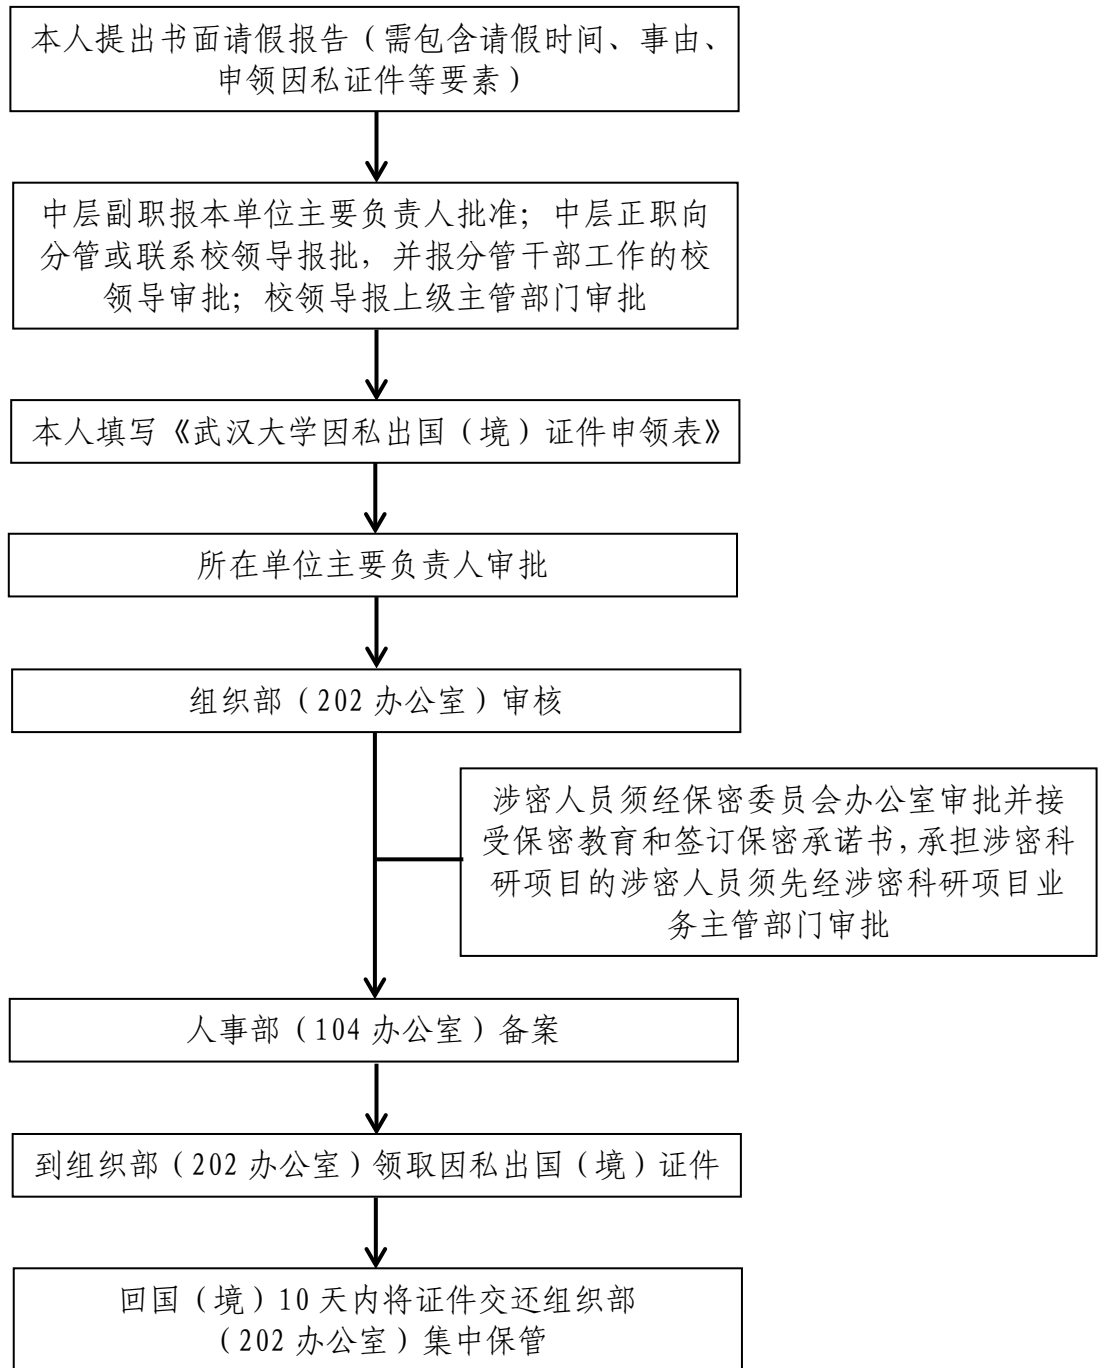 本人提出书面请假报告（需包含请假时间、事由、
申领因私证件等要素）
中层副职报本单位主要负责人批准；中层正职向
分管或联系校领导报批，并报分管干部工作的校
领导审批；校领导报上级主管部门审批
本人填写《武汉大学因私出国（境）证件申领表》
所在单位主要负责人审批
组织部（202 办公室）审核
涉密人员须经保密委员会办公室审批并接
受保密教育和签订保密承诺书，承担涉密科
研项目的涉密人员须先经涉密科研项目业
务主管部门审批
人事部（104 办公室）备案
到组织部（202 办公室）领取因私出国（境）证件
回国（境）10 天内将证件交还组织部
（202 办公室）集中保管